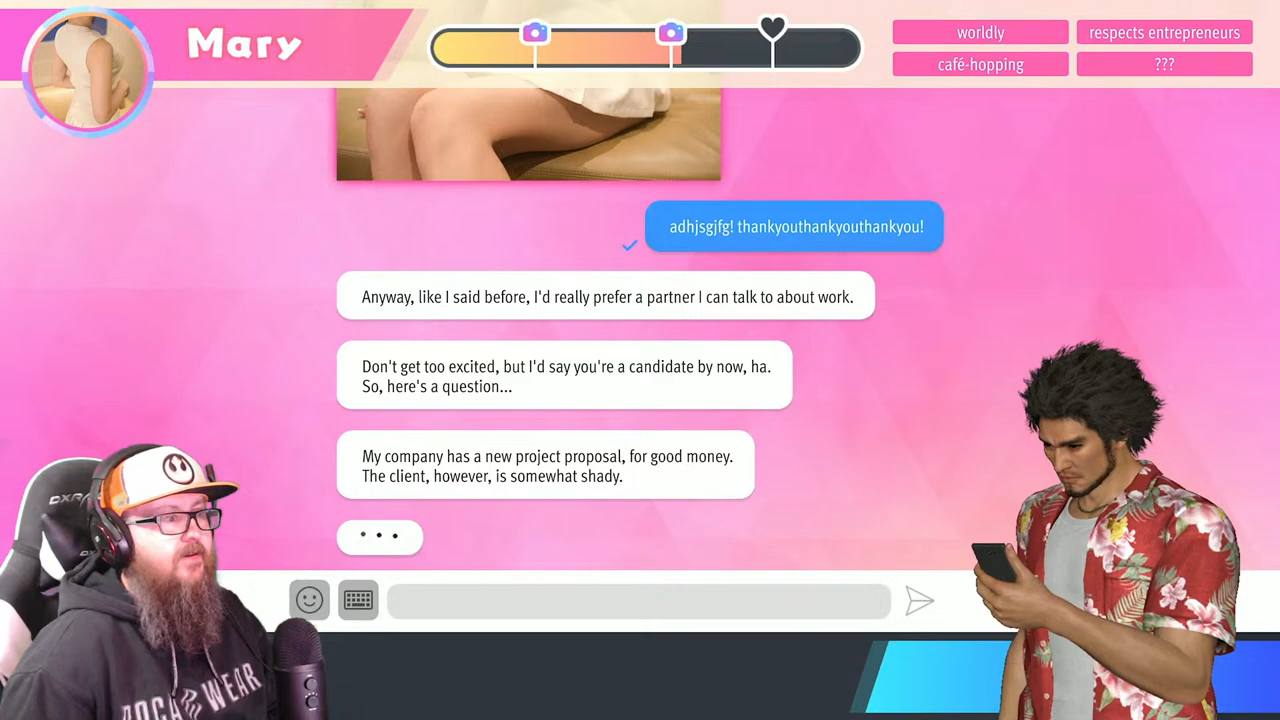 Mary
worldly
respects entrepreneurs
café-hopping
???
adhjsgjfg! thankyouthankyouthankyou!
Anyway, like I said before, I'd really prefer a partner I can talk to about work.
Don't get too excited, but I'd say you're a candidate by now, ha.
So, here's a question...
My company has a new project proposal, for good money.
The client, however, is somewhat shady.
• • •
DXR
WEAR